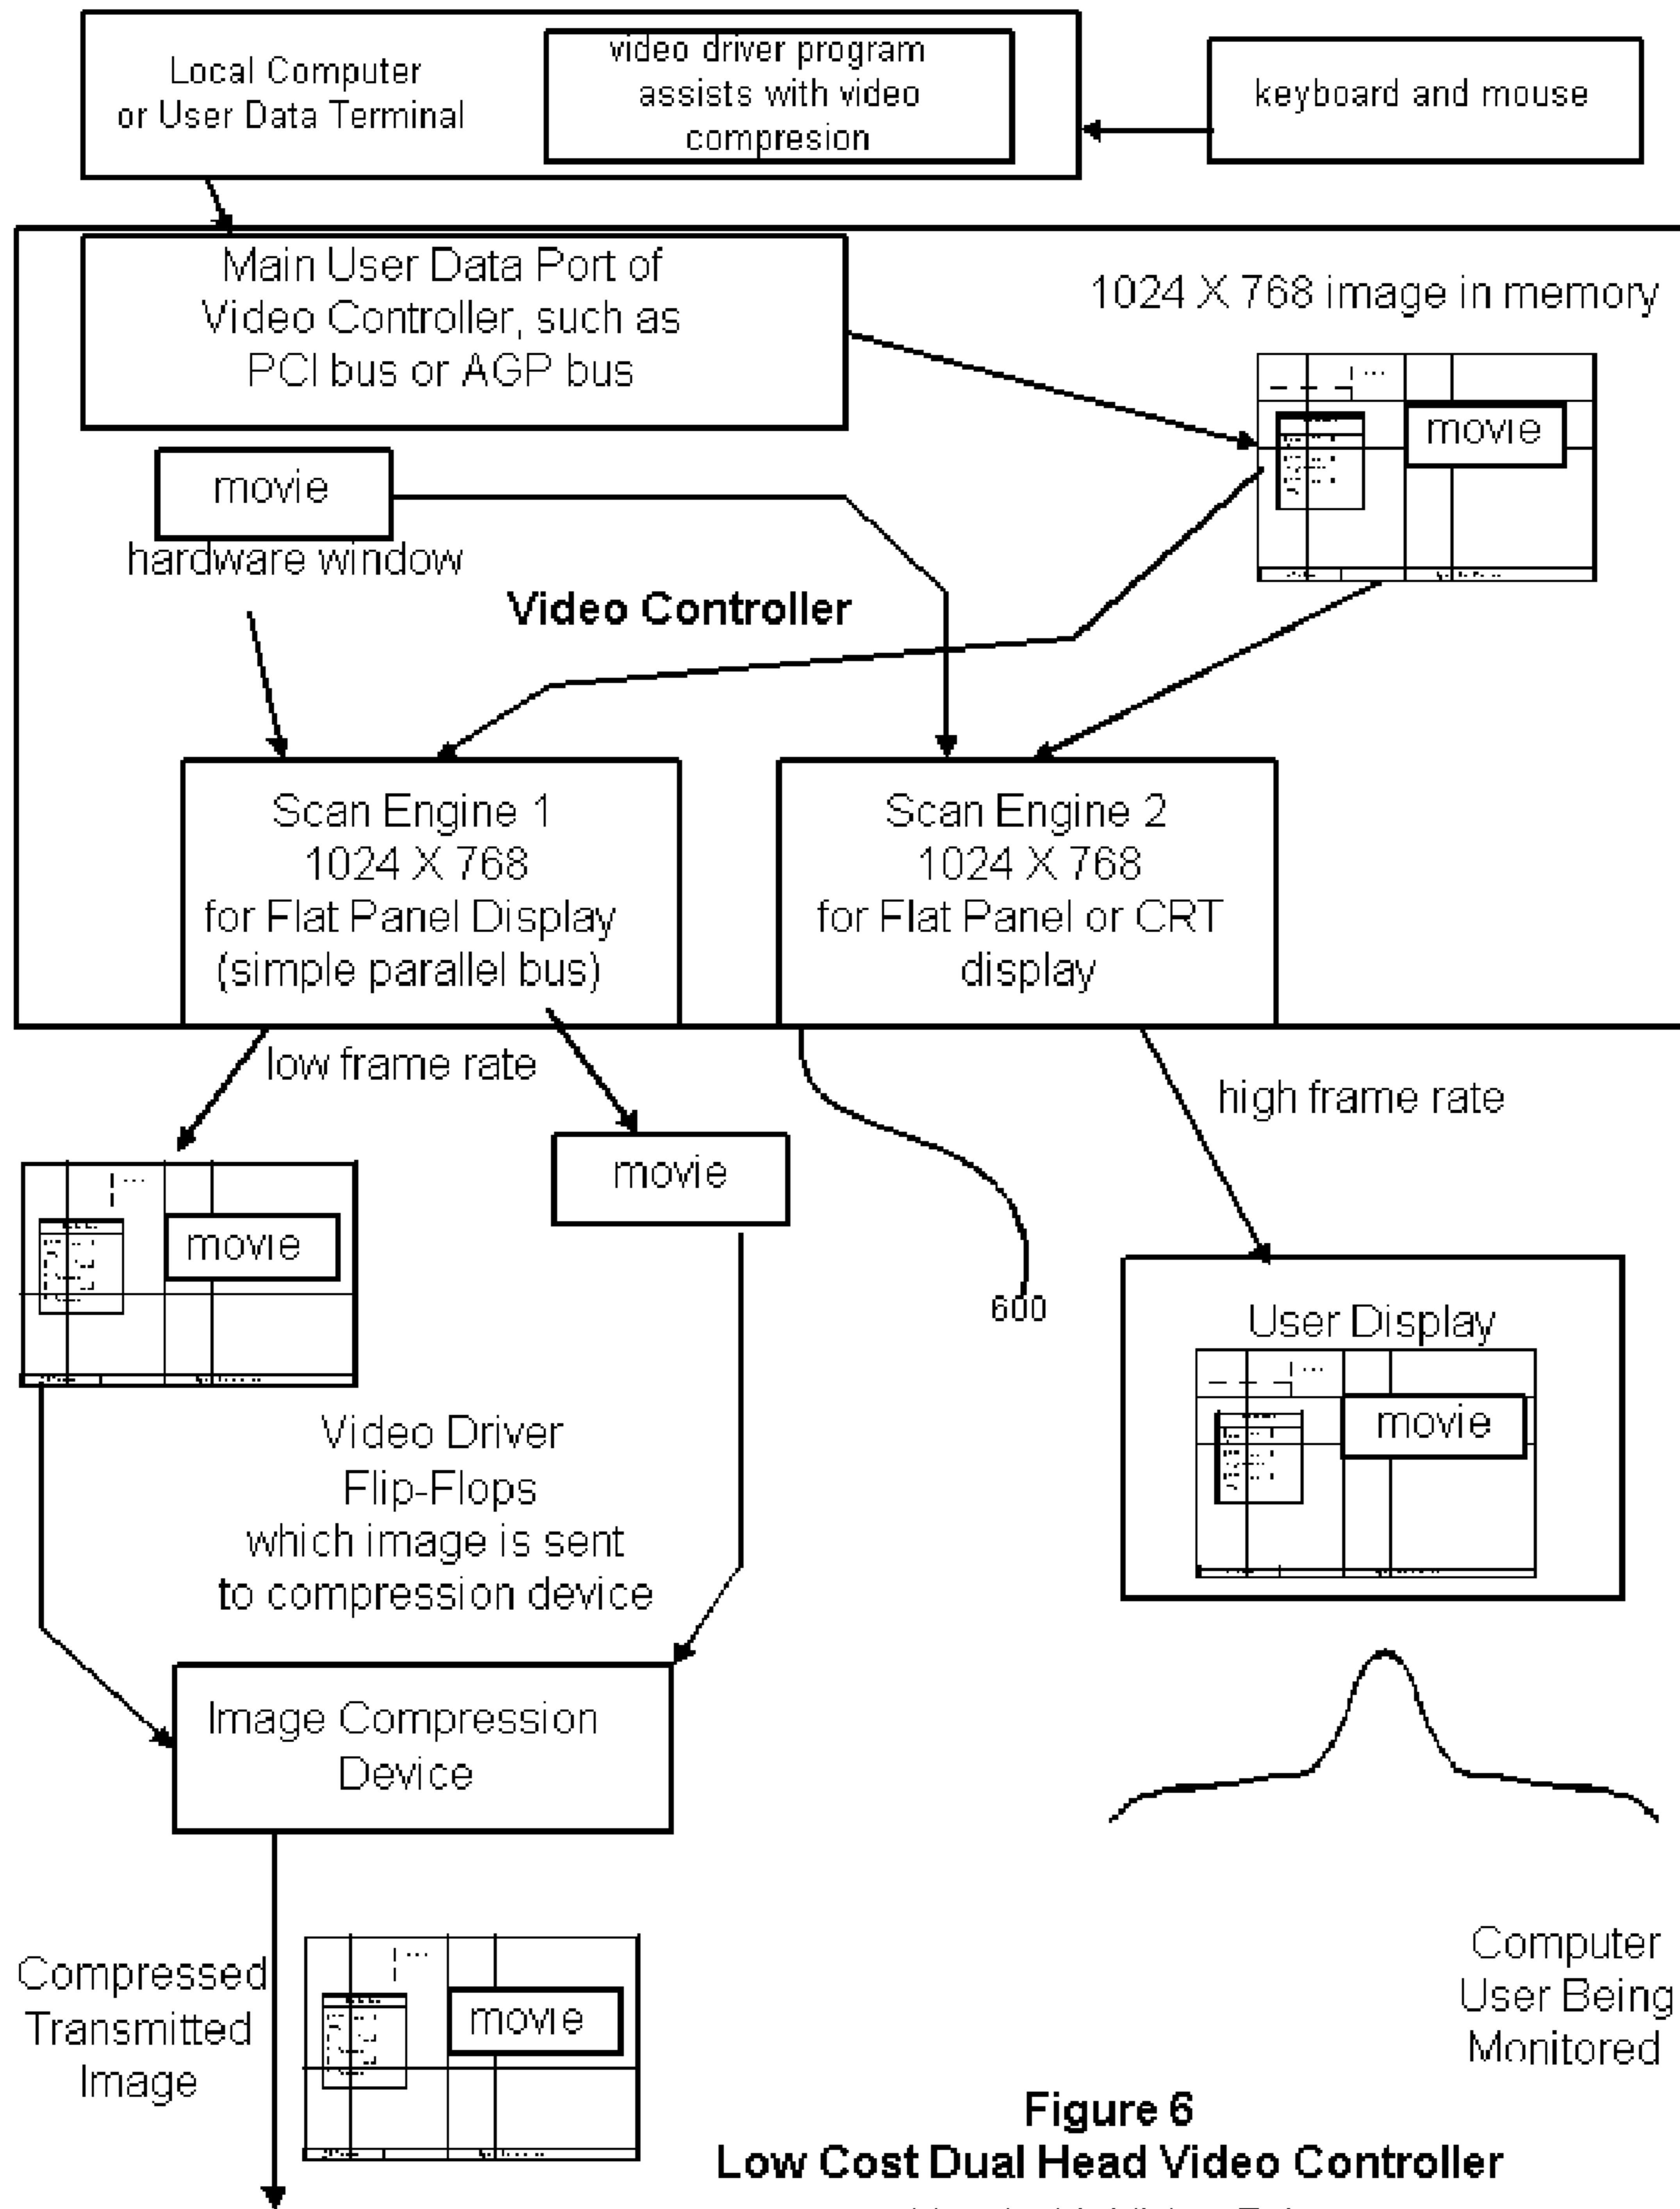 Local Computer
or User Data Terminal
video driver program
assists with video
compresion
keyboard and mouse
Main User Data Port of
Video Controller, such as
PCI bus or AGP bus
1024 X 768 image in memory
movie
movie
hardware window
Video Controller
Scan Engine 1
1024 X 768
for Flat Panel Display
(simple parallel bus)
Scan Engine 2
1024 X 768
for Flat Panel or CRT
display
low frame rate
high frame rate
movie
movie
600
User Display
movie
Video Driver
Flip-Flops
which image is sent
to compression device
Image Compression
Device
Compressed
Transmitted
Image
movie
Computer
User Being
Monitored
Figure 6
Low Cost Dual Head Video Controller